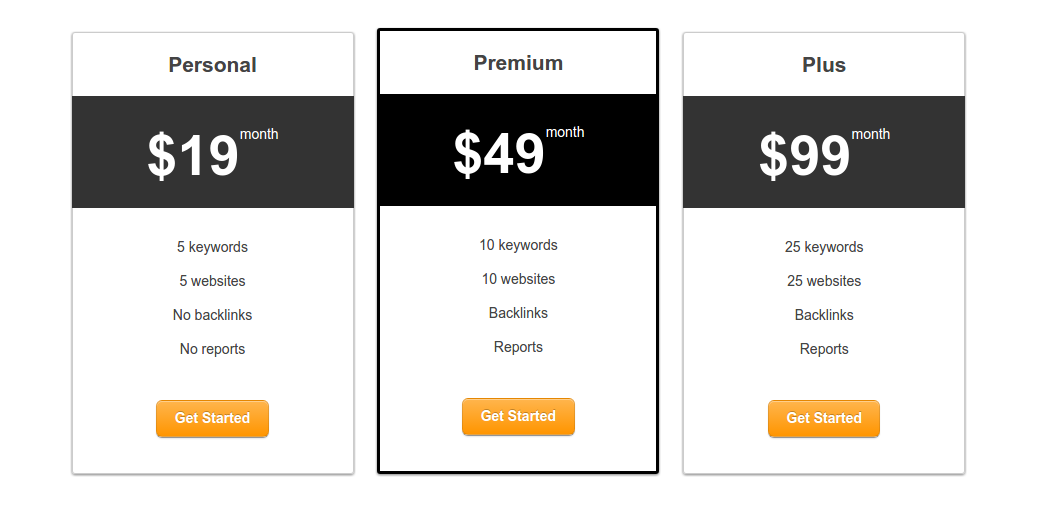 Personal
$19 month
5 keywords
5 websites
No backlinks
No reports
Get Started
Premium
$49 month
10 keywords
10 websites
Backlinks
Reports
Get Started
Plus
$99 month
25 keywords
25 websites
Backlinks
Reports
Get Started